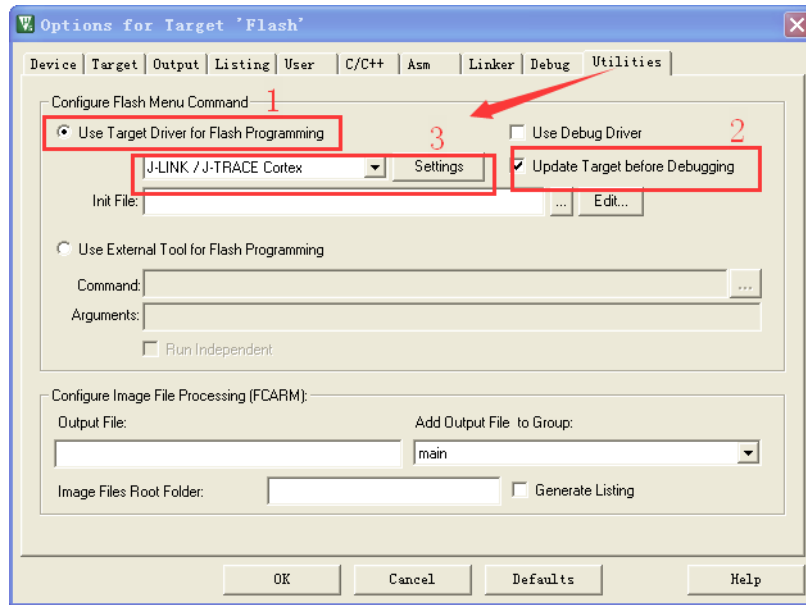 Options for Target 'Flash'
Device Target Output Listing User C/C++ Asm Linker Debug Utilities
Configure Flash Menu Command
1
Use Target Driver for Flash Programming
3
Use Debug Driver
2
J-LINK / J-TRACE Cortex
Settings
Update Target before Debugging
Init File:
...
Edit...
Use External Tool for Flash Programming
Command:
...
Arguments:
Run Independent
Configure Image File Processing (FCARM):
Output File:
Add Output File to Group:
main
Image Files Root Folder:
Generate Listing
OK
Cancel
Defaults
Help